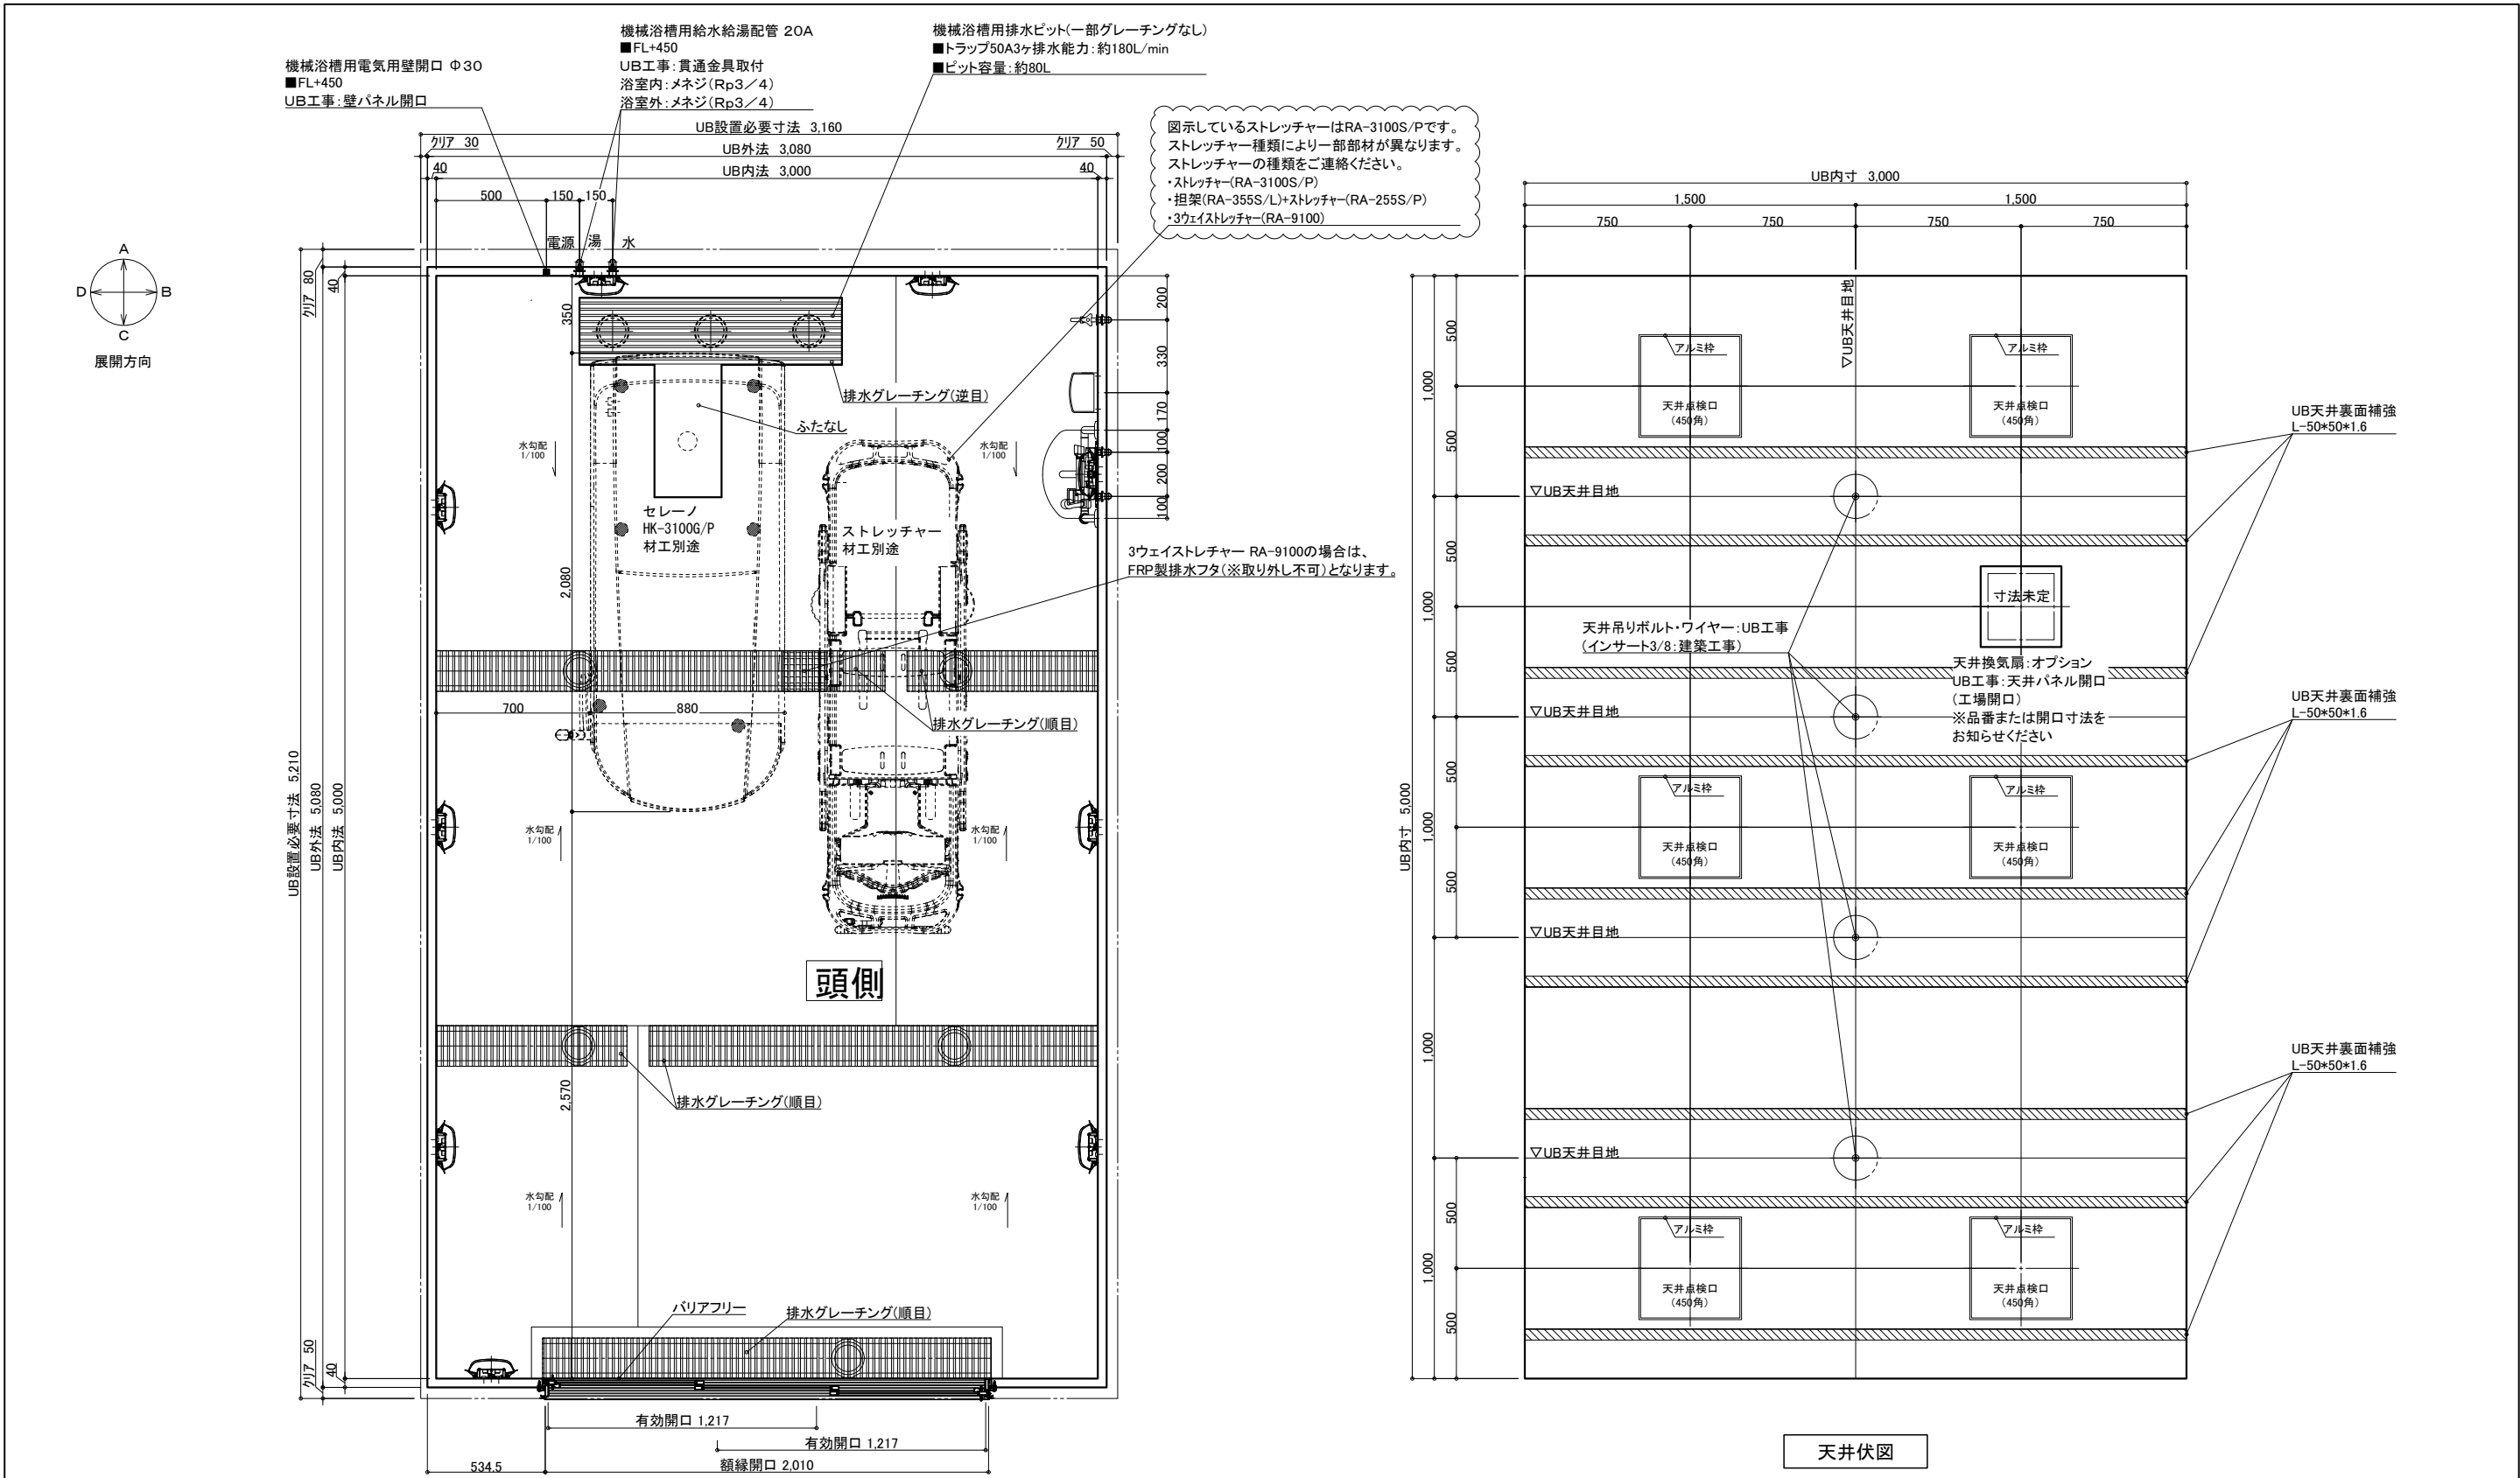 機械浴槽用電気用壁開口 Φ30
■FL+450
UB工事:壁パネル開口
機械浴槽用給水給湯配管 20A
■FL+450
UB工事:貫通金具取付
浴室内:メネジ(Rp3/4)
浴室外:メネジ(Rp3/4)
機械浴槽用排水ピット(一部グレーチングなし)
■トラップ50A3ヶ排水能力:約180L/min
■ピット容量:約80L
図示しているストレッチャーはRA-3100S/Pです。
ストレッチャー種類により一部部材が異なります。
ストレッチャーの種類をご連絡ください。
・ストレッチャー(RA-3100S/P)
・担架(RA-355S/L)+ストレッチャー(RA-255S/P)
・3ウェイストレッチャー(RA-9100)
UB設置必要寸法 3,160
クリア 30
UB外法 3,080
クリア 50
40
UB内法 3,000
40
500
150
150
電源
湯
水
A
D
B
C
展開方向
クリア 80
40
350
200
330
170
100
200
100
排水グレーチング(逆目)
ふたなし
水勾配
1/100
水勾配
1/100
セレーノ
HK-3100G/P
材工別途
ストレッチャー
材工別途
2,080
3ウェイストレチャー RA-9100の場合は、
FRP製排水フタ(※取り外し不可)となります。
700
880
排水グレーチング(順目)
UB設置必要寸法 5,210
UB外法 5,080
UB内法 5,000
水勾配
1/100
水勾配
1/100
頭側
2,570
排水グレーチング(順目)
水勾配
1/100
水勾配
1/100
バリアフリー
排水グレーチング(順目)
クリア 50
40
有効開口 1,217
有効開口 1,217
534.5
額縁開口 2,010
UB内寸 3,000
1,500
1,500
750
750
750
750
▽UB天井目地
UB内寸 5,000
1,000
1,000
1,000
1,000
1,000
500
500
500
500
500
500
500
500
アルミ枠
天井点検口
(450角)
アルミ枠
天井点検口
(450角)
UB天井裏面補強
L-50*50*1.6
▽UB天井目地
寸法未定
天井吊りボルト・ワイヤー:UB工事
(インサート3/8:建築工事)
天井換気扇:オプション
UB工事:天井パネル開口
(工場開口)
※品番または開口寸法を
お知らせください
▽UB天井目地
UB天井裏面補強
L-50*50*1.6
アルミ枠
天井点検口
(450角)
アルミ枠
天井点検口
(450角)
▽UB天井目地
UB天井裏面補強
L-50*50*1.6
▽UB天井目地
アルミ枠
天井点検口
(450角)
アルミ枠
天井点検口
(450角)
天井伏図